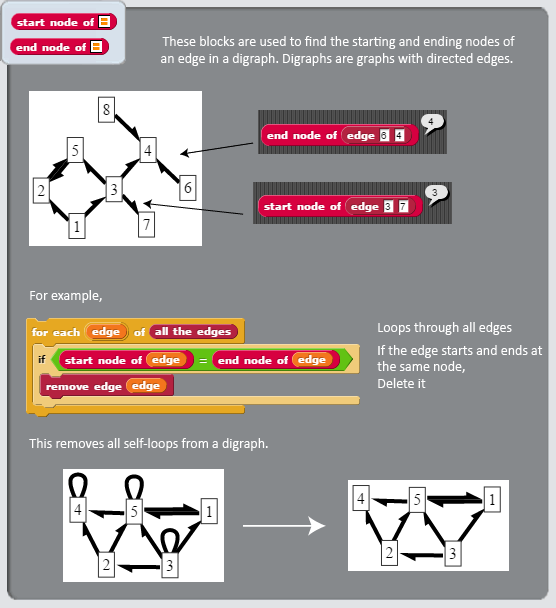 start node of
end node of
These blocks are used to find the starting and ending nodes of
an edge in a digraph. Digraphs are graphs with directed edges.
8
5
4
2
3
6
1
7
end node of edge 6 4
4
start node of edge 3 7
3
For example,
for each edge of all the edges
if start node of edge = end node of edge
remove edge edge
Loops through all edges
If the edge starts and ends at
the same node,
Delete it
This removes all self-loops from a digraph.
4
5
1
2
3
4
5
1
2
3